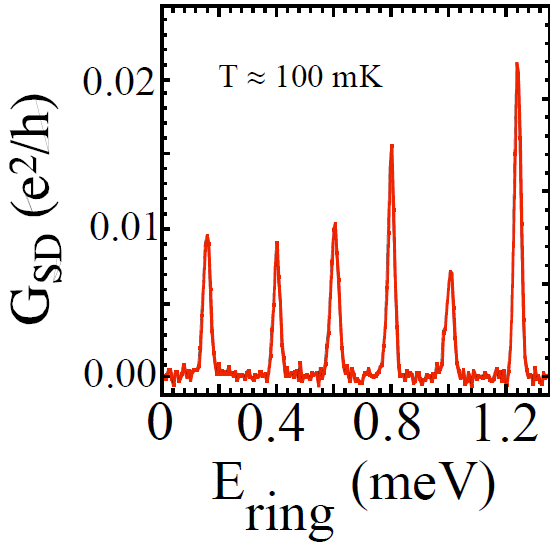 0.02
T ≈ 100 mK
0.01
G_SD (e²/h)
0.00
0 0.4 0.8 1.2
E_ring (meV)